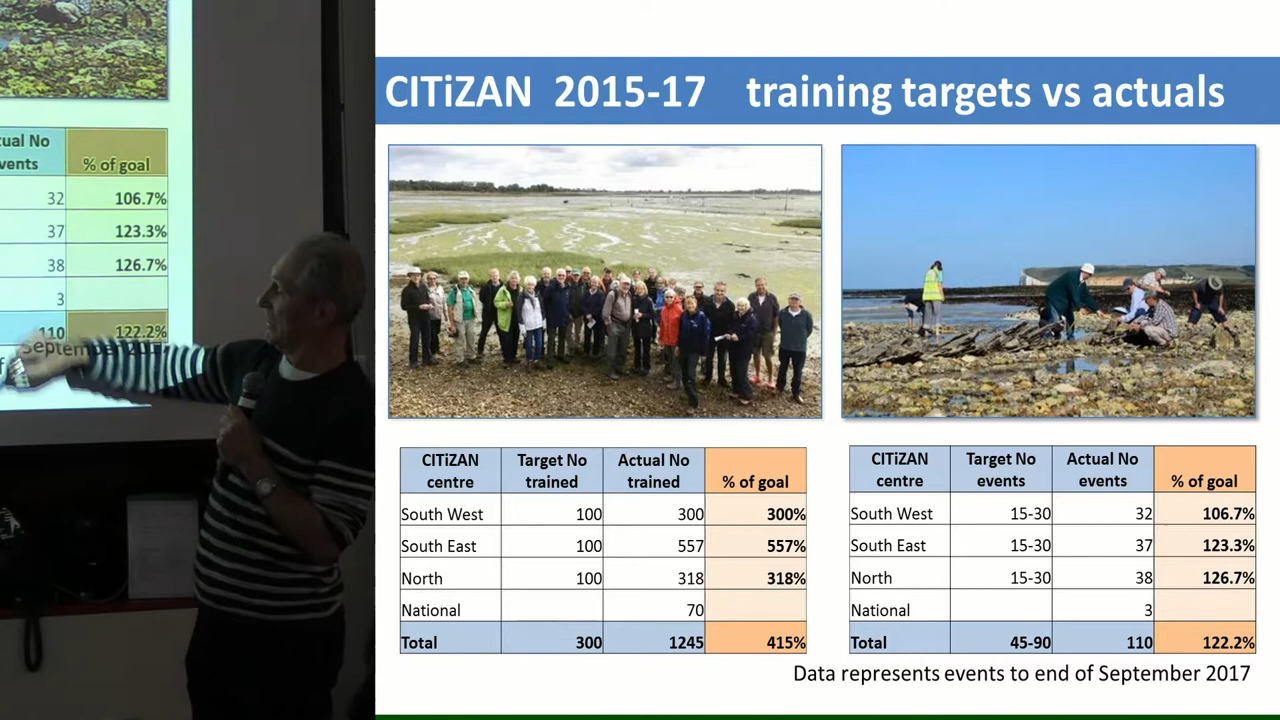 CITiZAN 2015-17 training targets vs actuals
CITiZAN centre Target No trained Actual No trained % of goal
South West 100 300 300%
South East 100 557 557%
North 100 318 318%
National 70
Total 300 1245 415%
CITiZAN centre Target No events Actual No events % of goal
South West 15-30 32 106.7%
South East 15-30 37 123.3%
North 15-30 38 126.7%
National 3
Total 45-90 110 122.2%
Data represents events to end of September 2017
% of goal
32 106.7%
37 123.3%
38 126.7%
3
110 122.2%
of September 2017